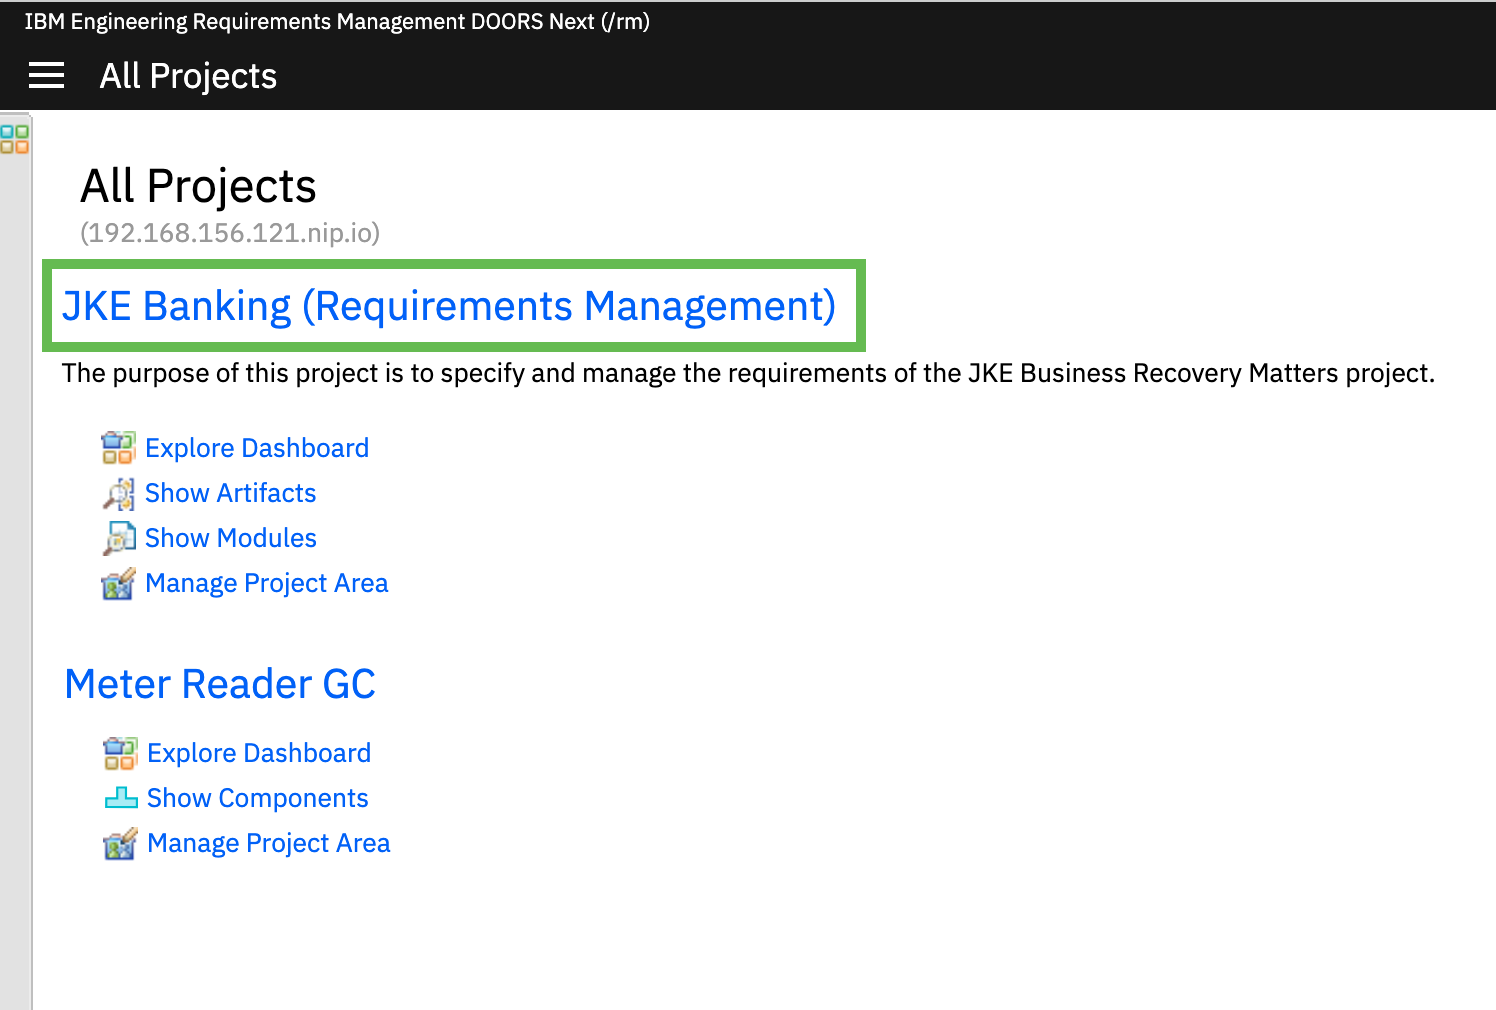 IBM Engineering Requirements Management DOORS Next (/rm)
All Projects
All Projects
(192.168.156.121.nip.io)
JKE Banking (Requirements Management)
The purpose of this project is to specify and manage the requirements of the JKE Business Recovery Matters project.
Explore Dashboard
Show Artifacts
Show Modules
Manage Project Area
Meter Reader GC
Explore Dashboard
Show Components
Manage Project Area